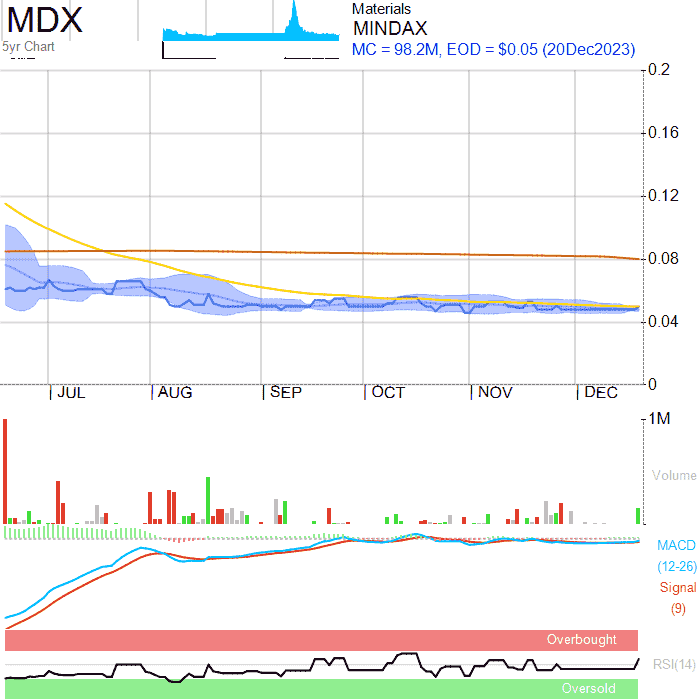 MDX
5yr Chart
Materials
MINDAX
MC = 98.2M, EOD = $0.05 (20Dec2023)
0.2
0.16
0.12
0.08
0.04
0
JUL AUG SEP OCT NOV DEC
1M
Volume
MACD
(12-26)
Signal
(9)
Overbought
RSI(14)
Oversold